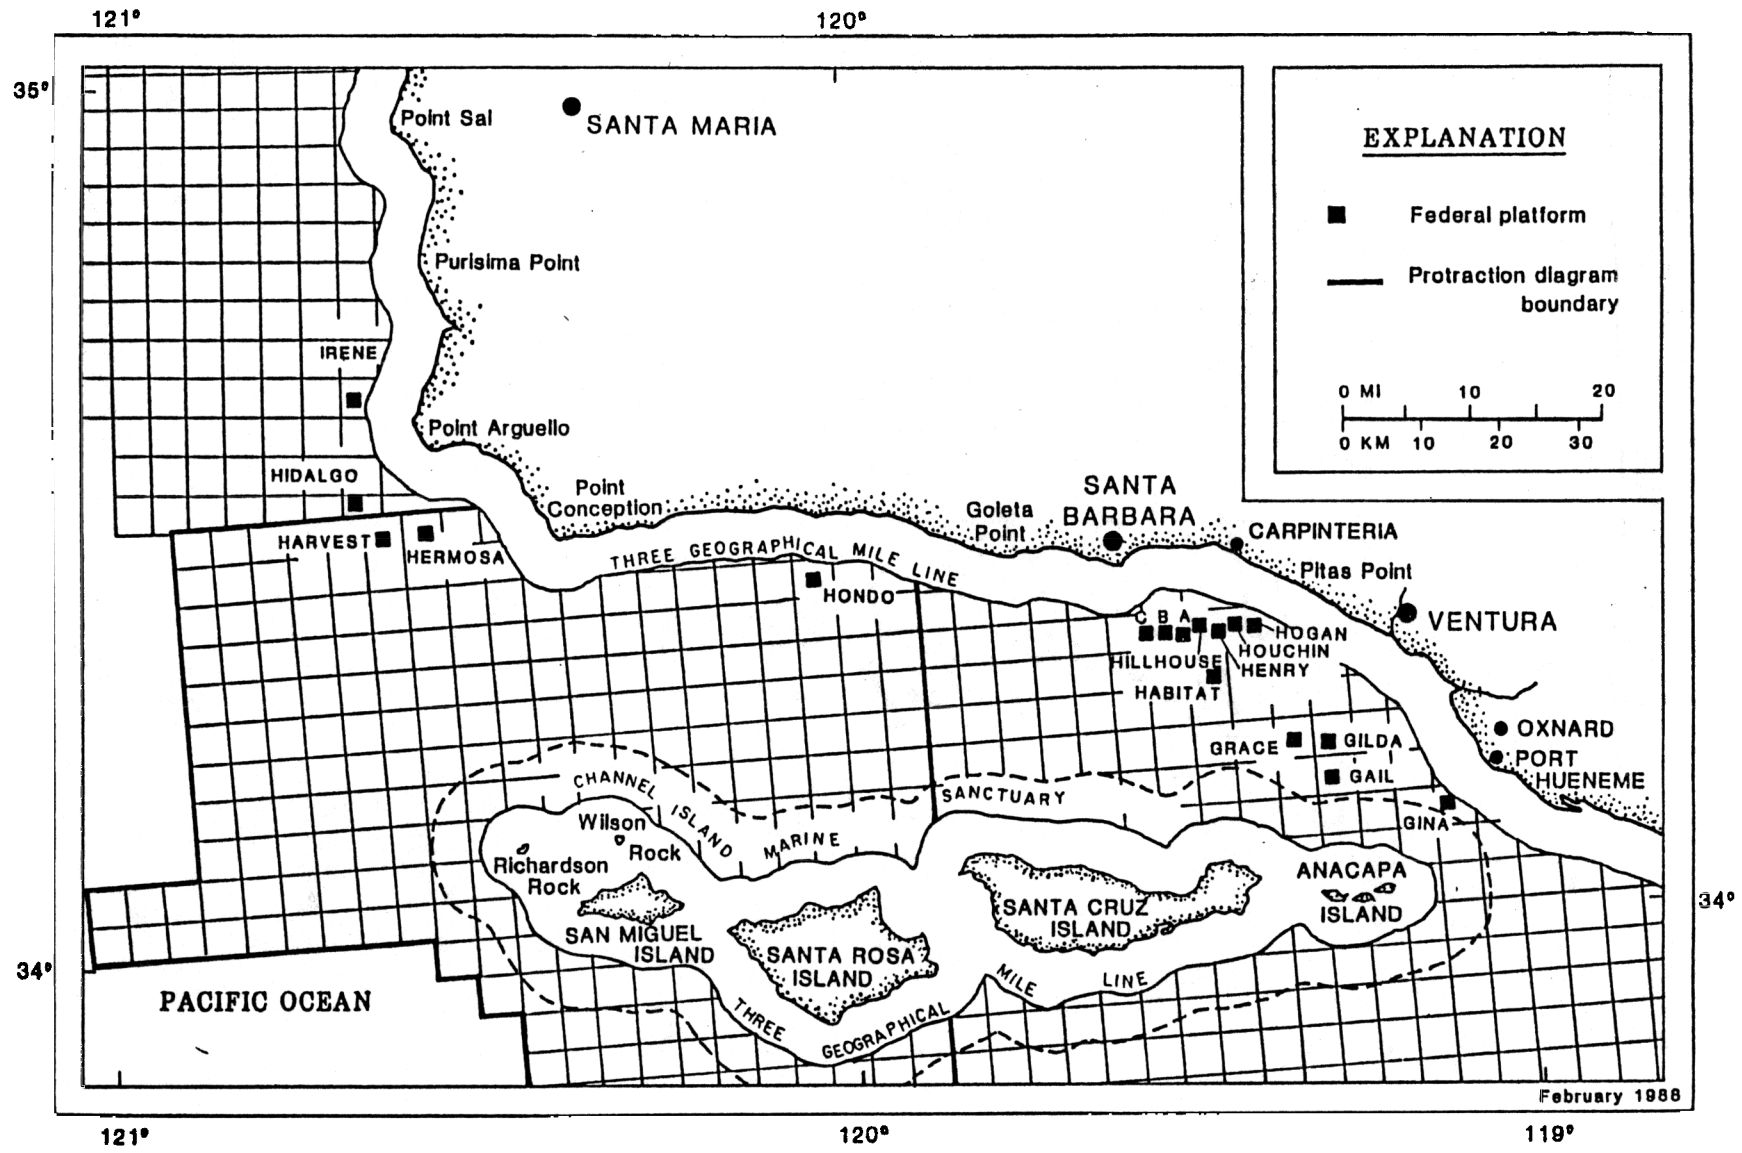 121° 120°
35°
Point Sal
SANTA MARIA
EXPLANATION
Federal platform
Protraction diagram
boundary
0 MI 10 20
0 KM 10 20 30
Purisima Point
IRENE
Point Arguello
HIDALGO
Point
Conception
HARVEST
HERMOSA
THREE GEOGRAPHICAL MILE LINE
HONDO
Goleta
Point
SANTA
BARBARA
CARPINTERIA
Pitas Point
VENTURA
C B A
HOGAN
HOUCHIN
HILLHOUSE
HENRY
HABITAT
OXNARD
GRACE
GILDA
PORT
HUENEME
GAIL
GINA
CHANNEL ISLAND MARINE SANCTUARY
Wilson
Rock
Richardson
Rock
SAN MIGUEL
ISLAND
SANTA ROSA
ISLAND
SANTA CRUZ
ISLAND
ANACAPA
ISLAND
34°
34°
PACIFIC OCEAN
THREE GEOGRAPHICAL MILE LINE
February 1988
121° 120° 119°